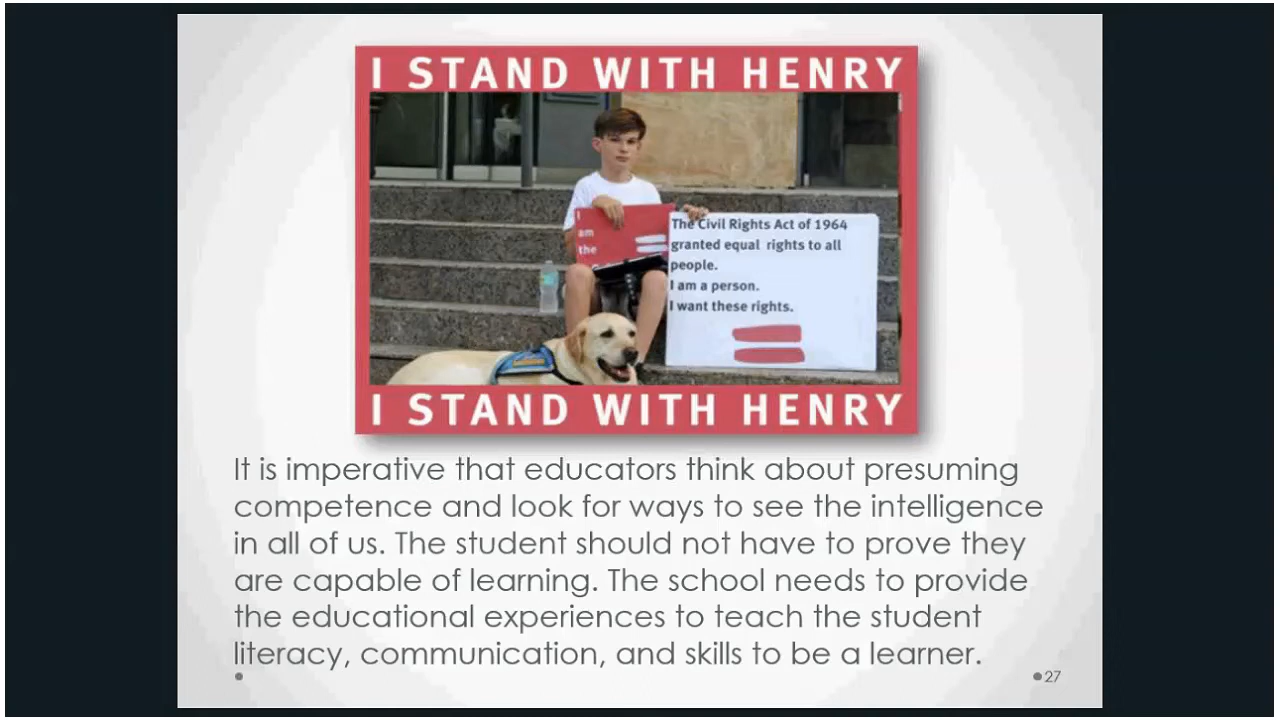 I STAND WITH HENRY
I
am
the
The Civil Rights Act of 1964
granted equal rights to all
people.
I am a person.
I want these rights.
I STAND WITH HENRY
It is imperative that educators think about presuming
competence and look for ways to see the intelligence
in all of us. The student should not have to prove they
are capable of learning. The school needs to provide
the educational experiences to teach the student
literacy, communication, and skills to be a learner.
27